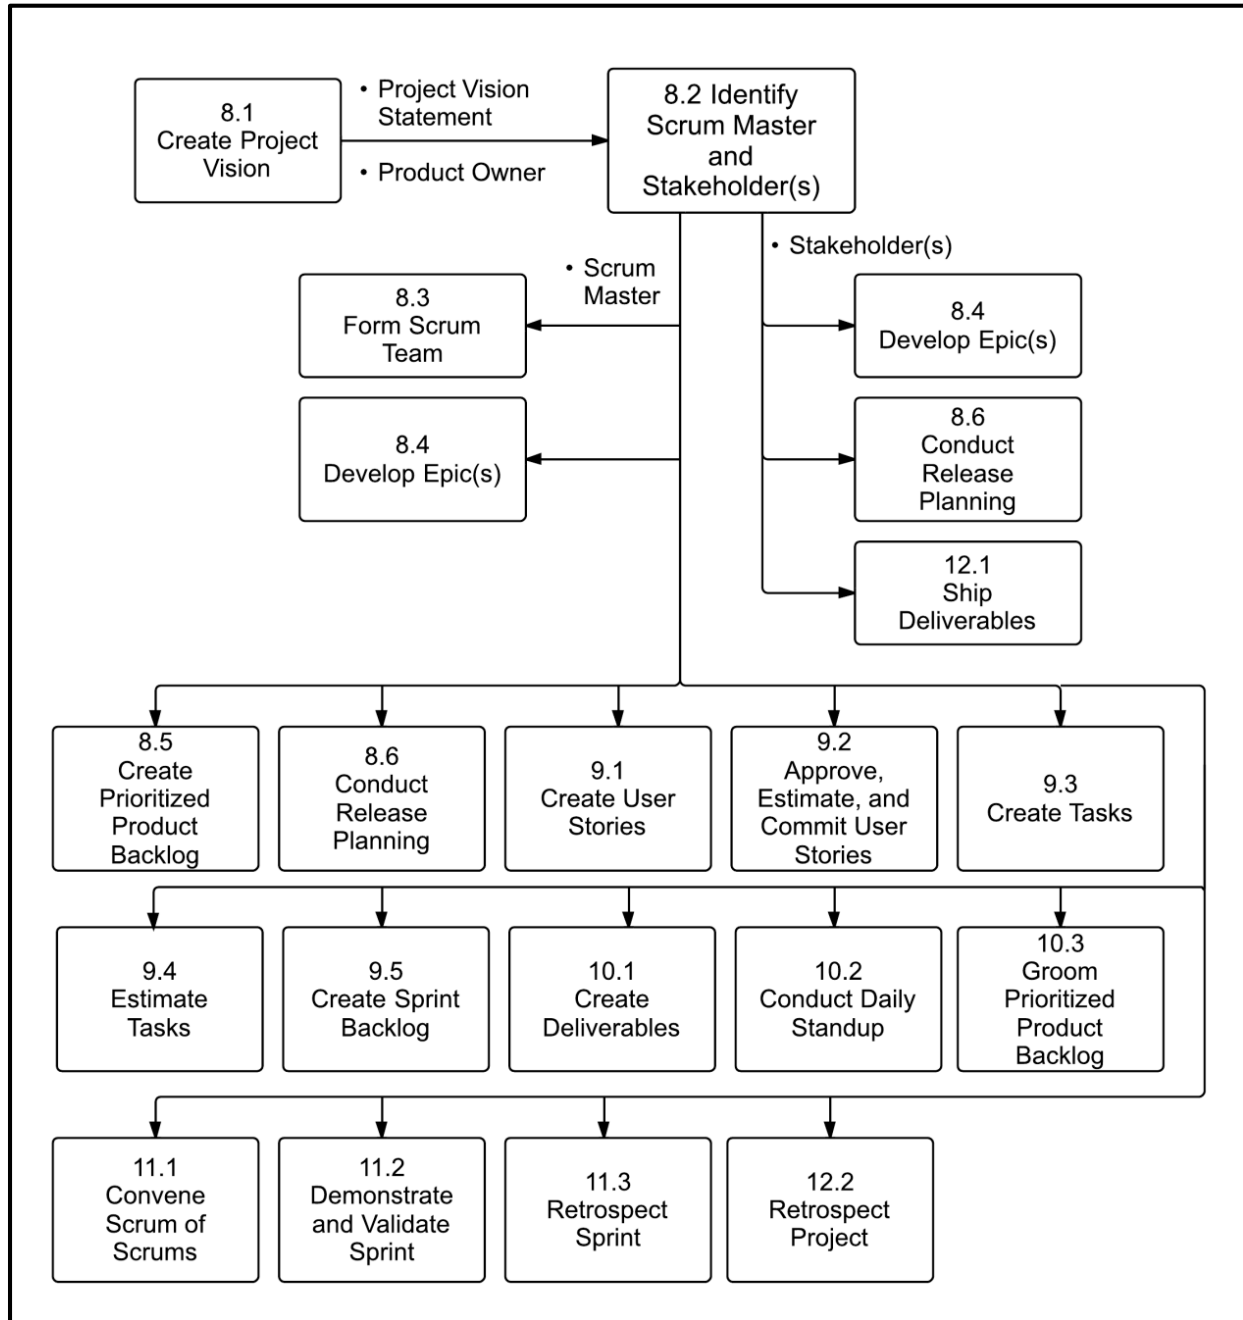 8.1
Create Project
Vision
• Project Vision
Statement
• Product Owner
8.2 Identify
Scrum Master
and
Stakeholder(s)
• Scrum
Master
• Stakeholder(s)
8.3
Form Scrum
Team
8.4
Develop Epic(s)
8.4
Develop Epic(s)
8.6
Conduct
Release
Planning
12.1
Ship
Deliverables
8.5
Create
Prioritized
Product
Backlog
8.6
Conduct
Release
Planning
9.1
Create User
Stories
9.2
Approve,
Estimate, and
Commit User
Stories
9.3
Create Tasks
9.4
Estimate
Tasks
9.5
Create Sprint
Backlog
10.1
Create
Deliverables
10.2
Conduct Daily
Standup
10.3
Groom
Prioritized
Product
Backlog
11.1
Convene
Scrum of
Scrums
11.2
Demonstrate
and Validate
Sprint
11.3
Retrospect
Sprint
12.2
Retrospect
Project